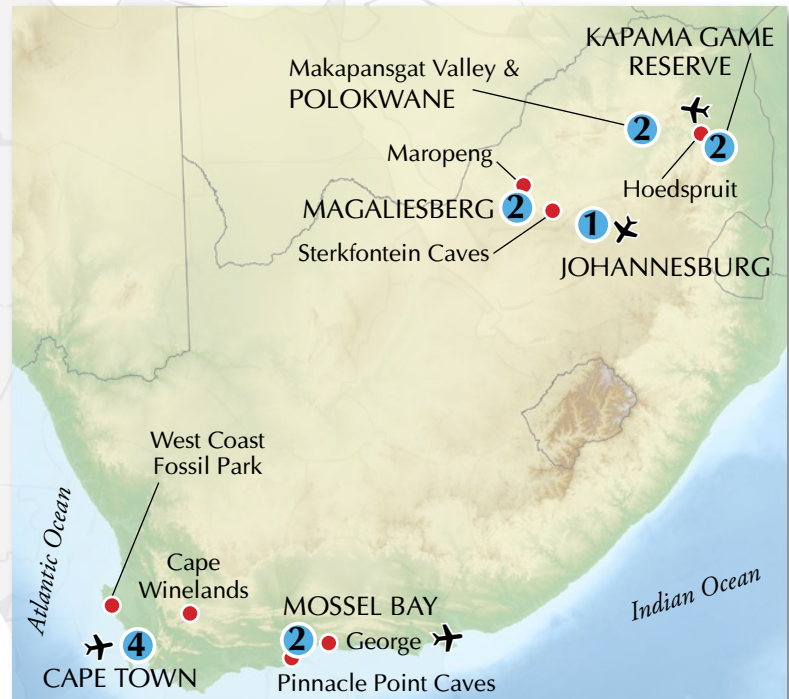 KAPAMA GAME
RESERVE
Makapansgat Valley &
POLOKWANE
2
2
Maropeng
Hoedspruit
MAGALIESBERG
2
1
Sterkfontein Caves
JOHANNESBURG
West Coast
Fossil Park
Atlantic Ocean
Cape
Winelands
Indian Ocean
MOSSEL BAY
4
2
George
CAPE TOWN
Pinnacle Point Caves